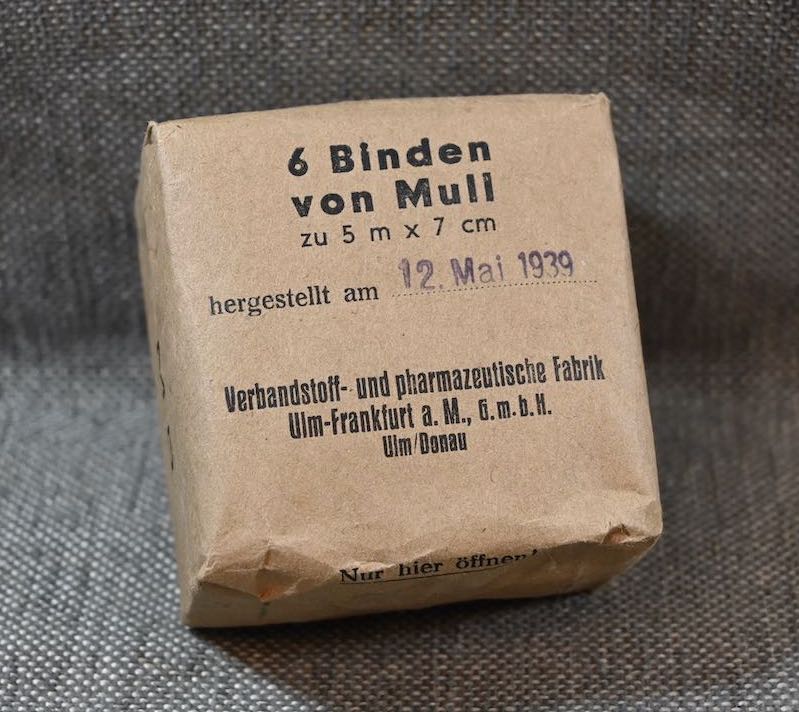 6 Binden
von Mull
zu 5 m x 7 cm
hergestellt am 12. Mai 1939
Verbandstoff- und pharmazeutische Fabrik
Ulm-Frankfurt a. M., G. m. b. H.
Ulm/Donau
Nur hier öffnen!